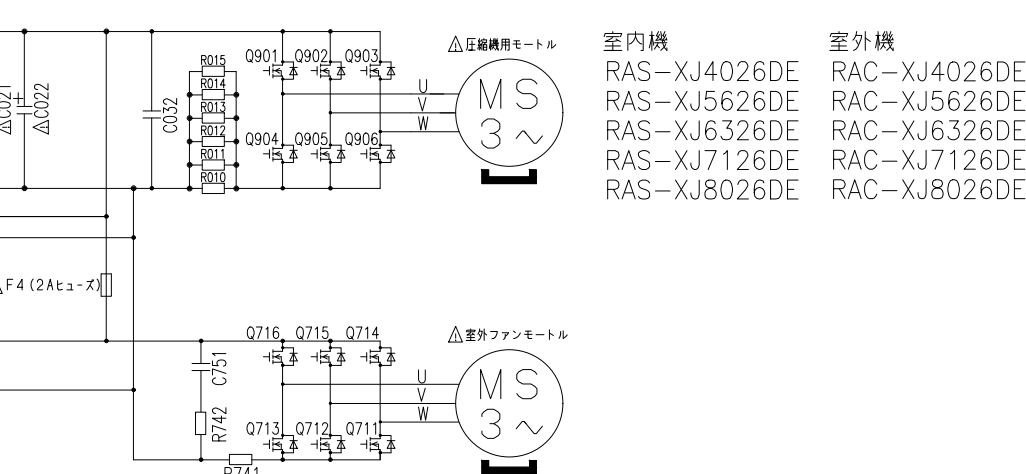 室内機 室外機
RAS-XJ4026DE RAC-XJ4026DE
RAS-XJ5626DE RAC-XJ5626DE
RAS-XJ6326DE RAC-XJ6326DE
RAS-XJ7126DE RAC-XJ7126DE
RAS-XJ8026DE RAC-XJ8026DE
⚠圧縮機用モートル
Q901 Q902 Q903
R015
R014
R013
R012
R011
R010
⚠C021
+
⚠C022
C032
U
V
W
M S
3 ~
Q904 Q905 Q906
F4(2Aヒューズ)
⚠室外ファンモートル
Q716 Q715 Q714
C751
U
V
W
M S
3 ~
R742
Q713 Q712 Q711
R741